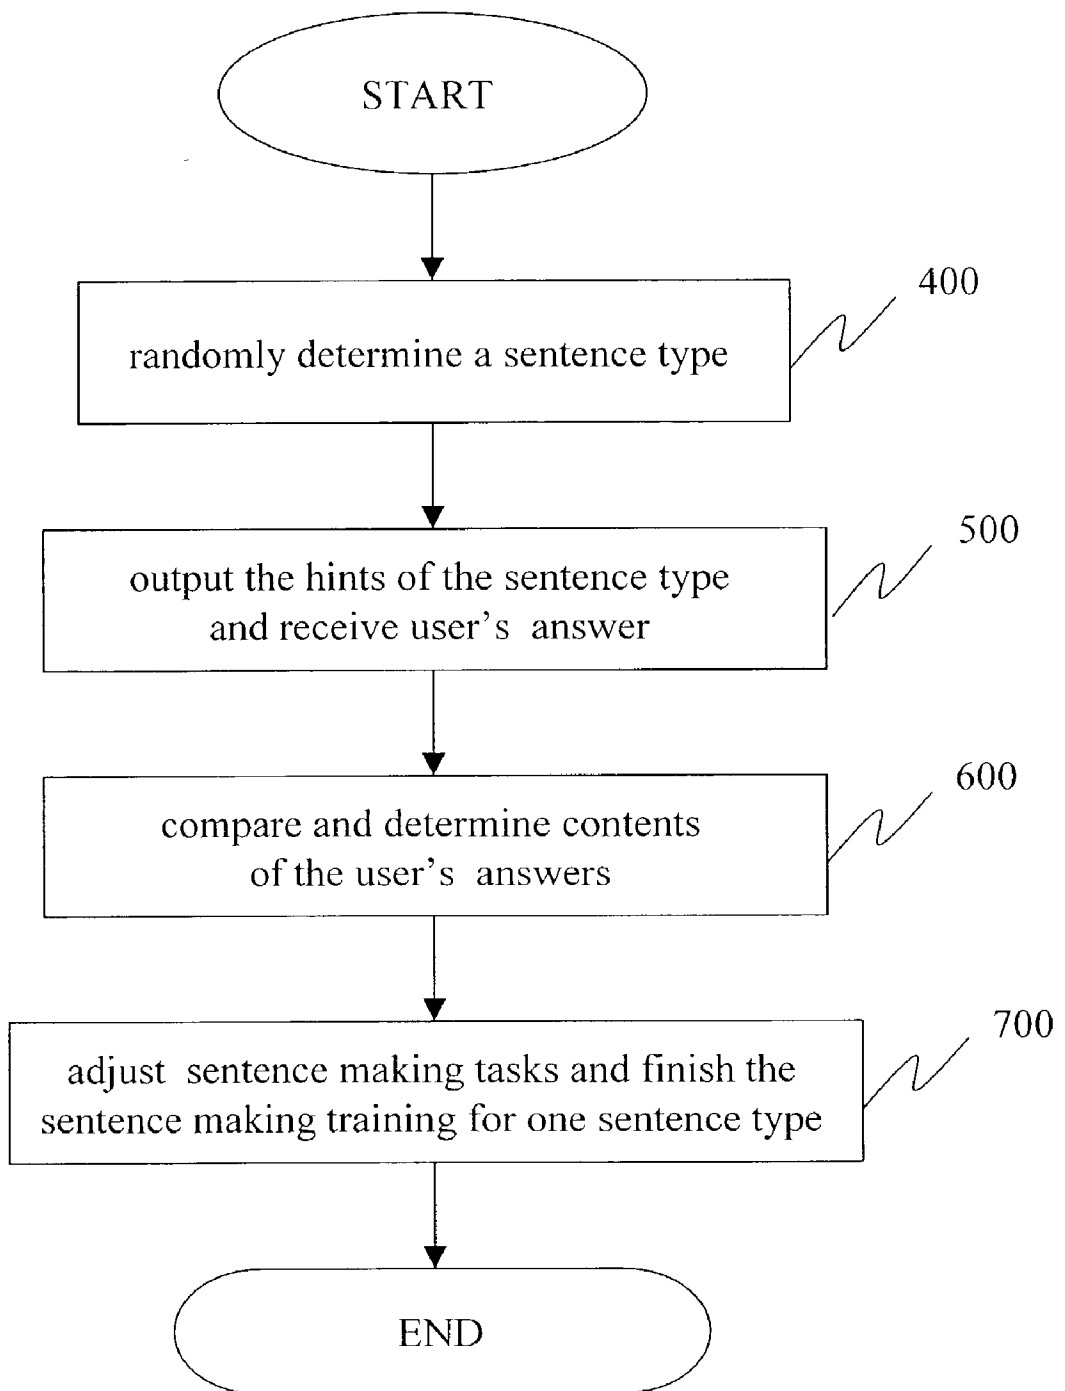 START
400
randomly determine a sentence type
500
output the hints of the sentence type
and receive user's answer
600
compare and determine contents
of the user's answers
700
adjust sentence making tasks and finish the
sentence making training for one sentence type
END